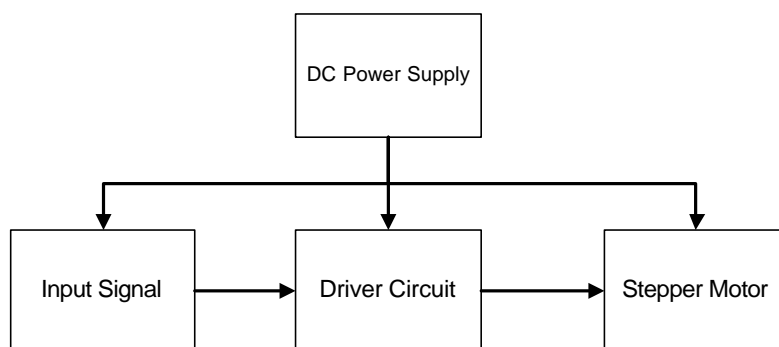 DC Power Supply
Input Signal
Driver Circuit
Stepper Motor